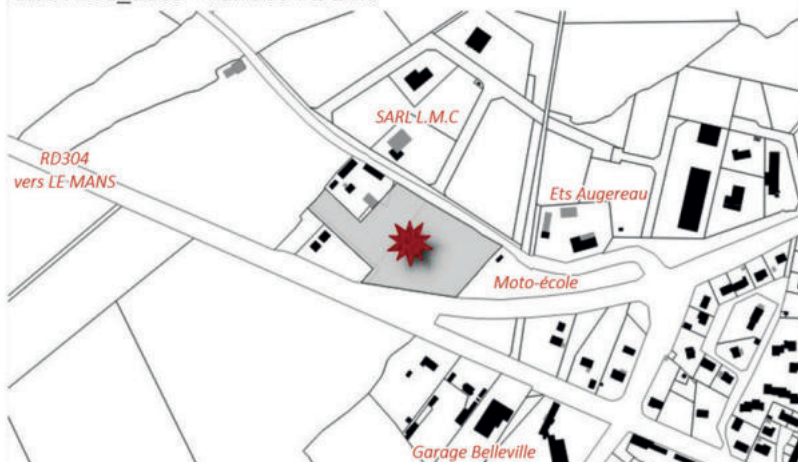 SARL L.M.C
RD304
vers LE MANS
Ets Augereau
Moto-école
Garage Belleville